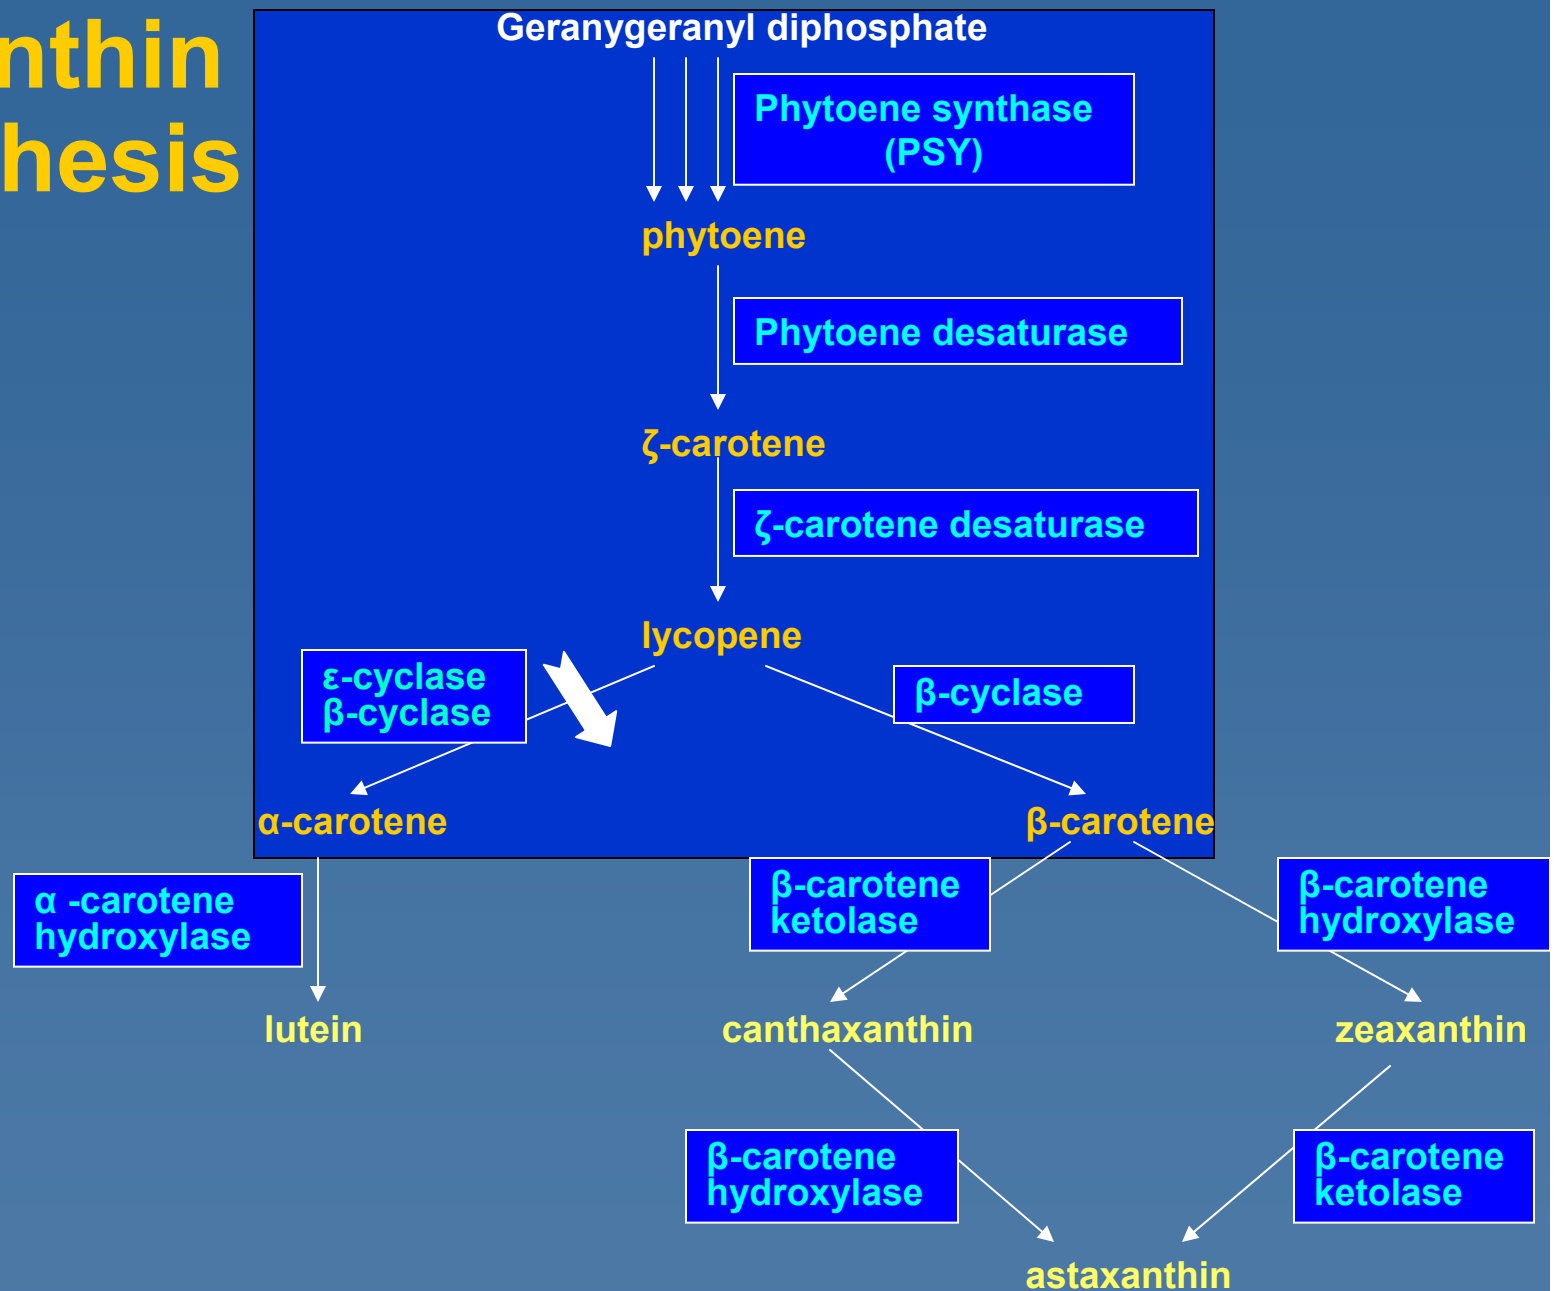 nthin
hesis
Geranygeranyl diphosphate
Phytoene synthase
(PSY)
phytoene
Phytoene desaturase
ζ-carotene
ζ-carotene desaturase
lycopene
ε-cyclase
β-cyclase
β-cyclase
α-carotene
β-carotene
α -carotene
hydroxylase
β-carotene
ketolase
β-carotene
hydroxylase
lutein
canthaxanthin
zeaxanthin
β-carotene
hydroxylase
β-carotene
ketolase
astaxanthin